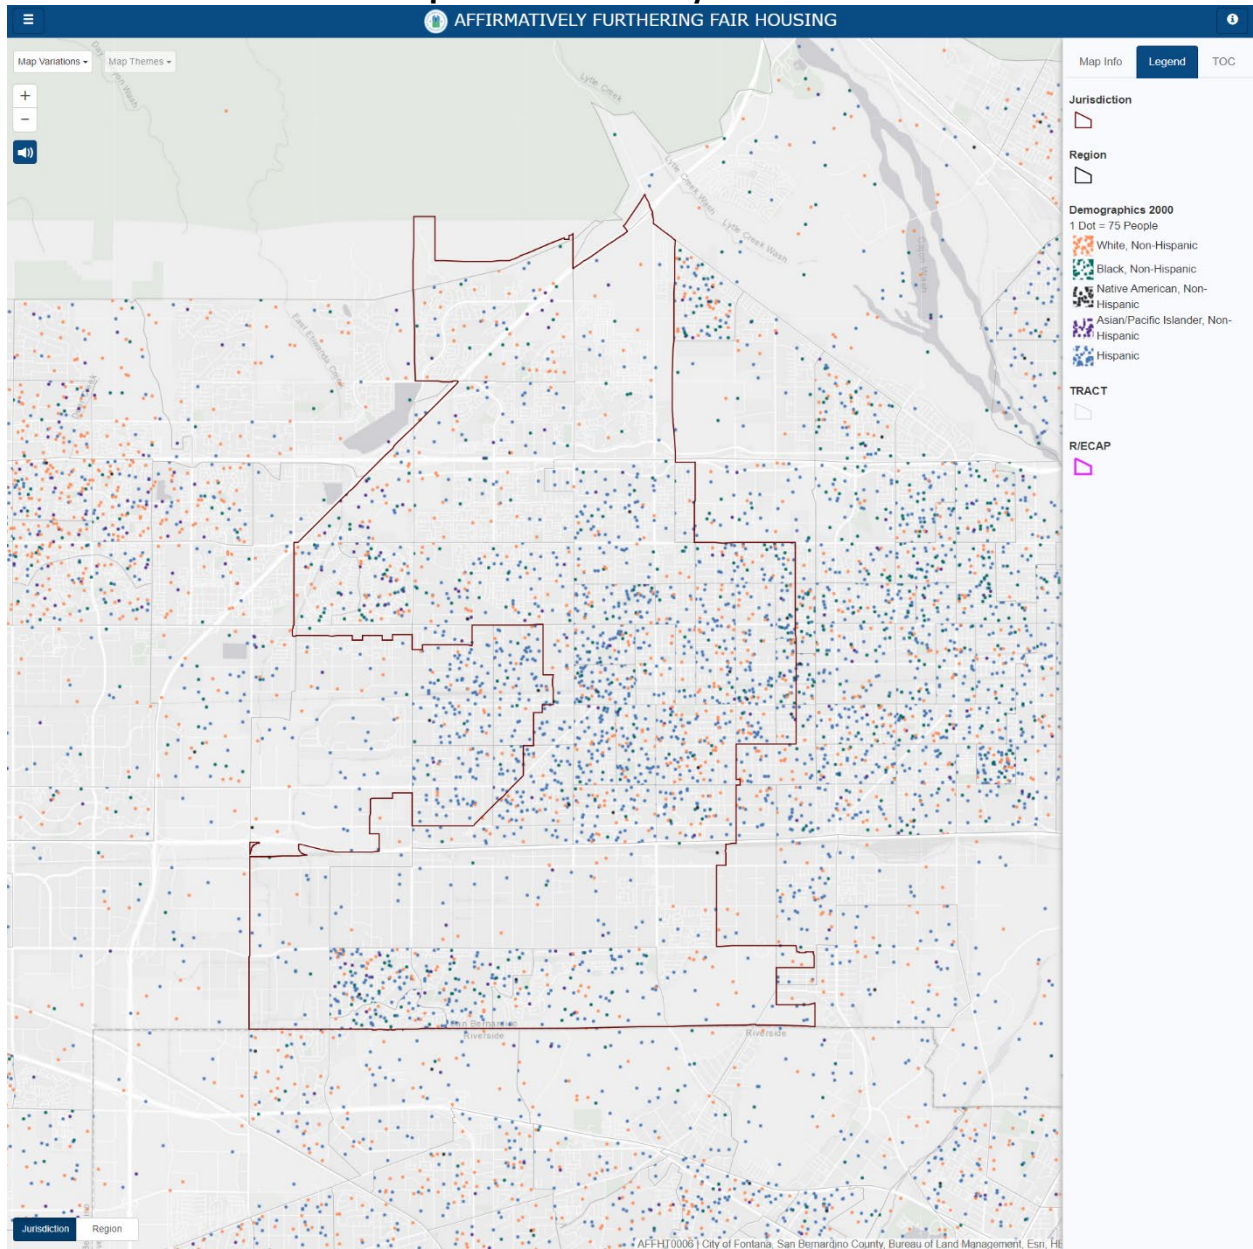 AFFIRMATIVELY FURTHERING FAIR HOUSING
Map Variations
Map Themes
+
−
Map Info
Legend
TOC
Jurisdiction
Region
Demographics 2000
1 Dot = 75 People
White, Non-Hispanic
Black, Non-Hispanic
Native American, Non-
Hispanic
Asian/Pacific Islander, Non-
Hispanic
Hispanic
TRACT
R/ECAP
Lytle Creek
Lytle Creek Wash
Lytle Creek Wash
Cajon Wash
East Etiwanda Creek
San Bernardino
Riverside
Riverside
Jurisdiction
Region
AFFHT0006 | City of Fontana, San Bernardino County, Bureau of Land Management, Esri, HE